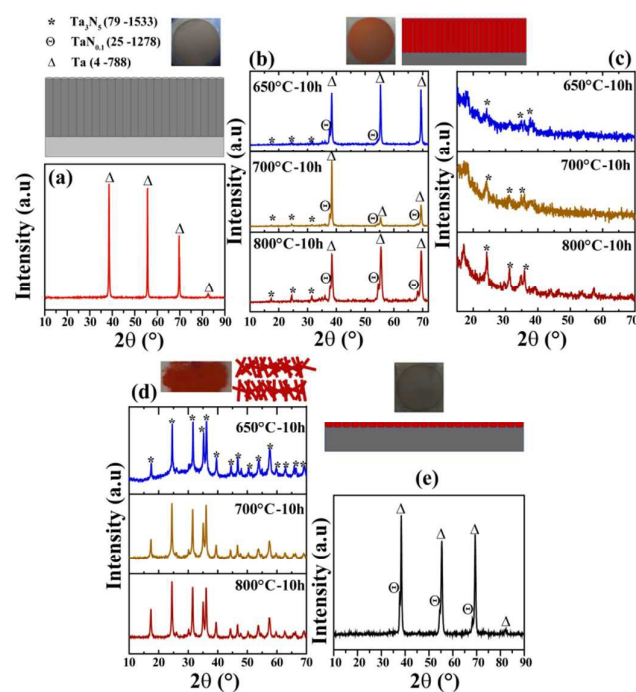 * Ta3N5 (79 -1533)
Θ TaN0.1 (25 -1278)
Δ Ta (4 -788)
(a)
Δ Δ Δ Δ
Intensity (a.u)
10 20 30 40 50 60 70 80 90
2θ (°)
(b)
650°C-10h
* * * Θ Δ Θ Δ Δ
700°C-10h
* * * Θ Δ Θ Δ Θ Δ
800°C-10h
* * * Θ Δ Θ Δ Θ Δ
Intensity (a.u)
10 20 30 40 50 60 70
2θ (°)
(c)
650°C-10h
* * * *
700°C-10h
* * * *
800°C-10h
* * * *
Intensity (a.u)
20 30 40 50 60 70
2θ (°)
(d)
650°C-10h
* * * * * * * * * * * * *
700°C-10h
800°C-10h
Intensity (a.u)
10 20 30 40 50 60 70
2θ (°)
(e)
Θ Δ Θ Δ Θ Δ Δ
Intensity (a.u)
10 20 30 40 50 60 70 80 90
2θ (°)